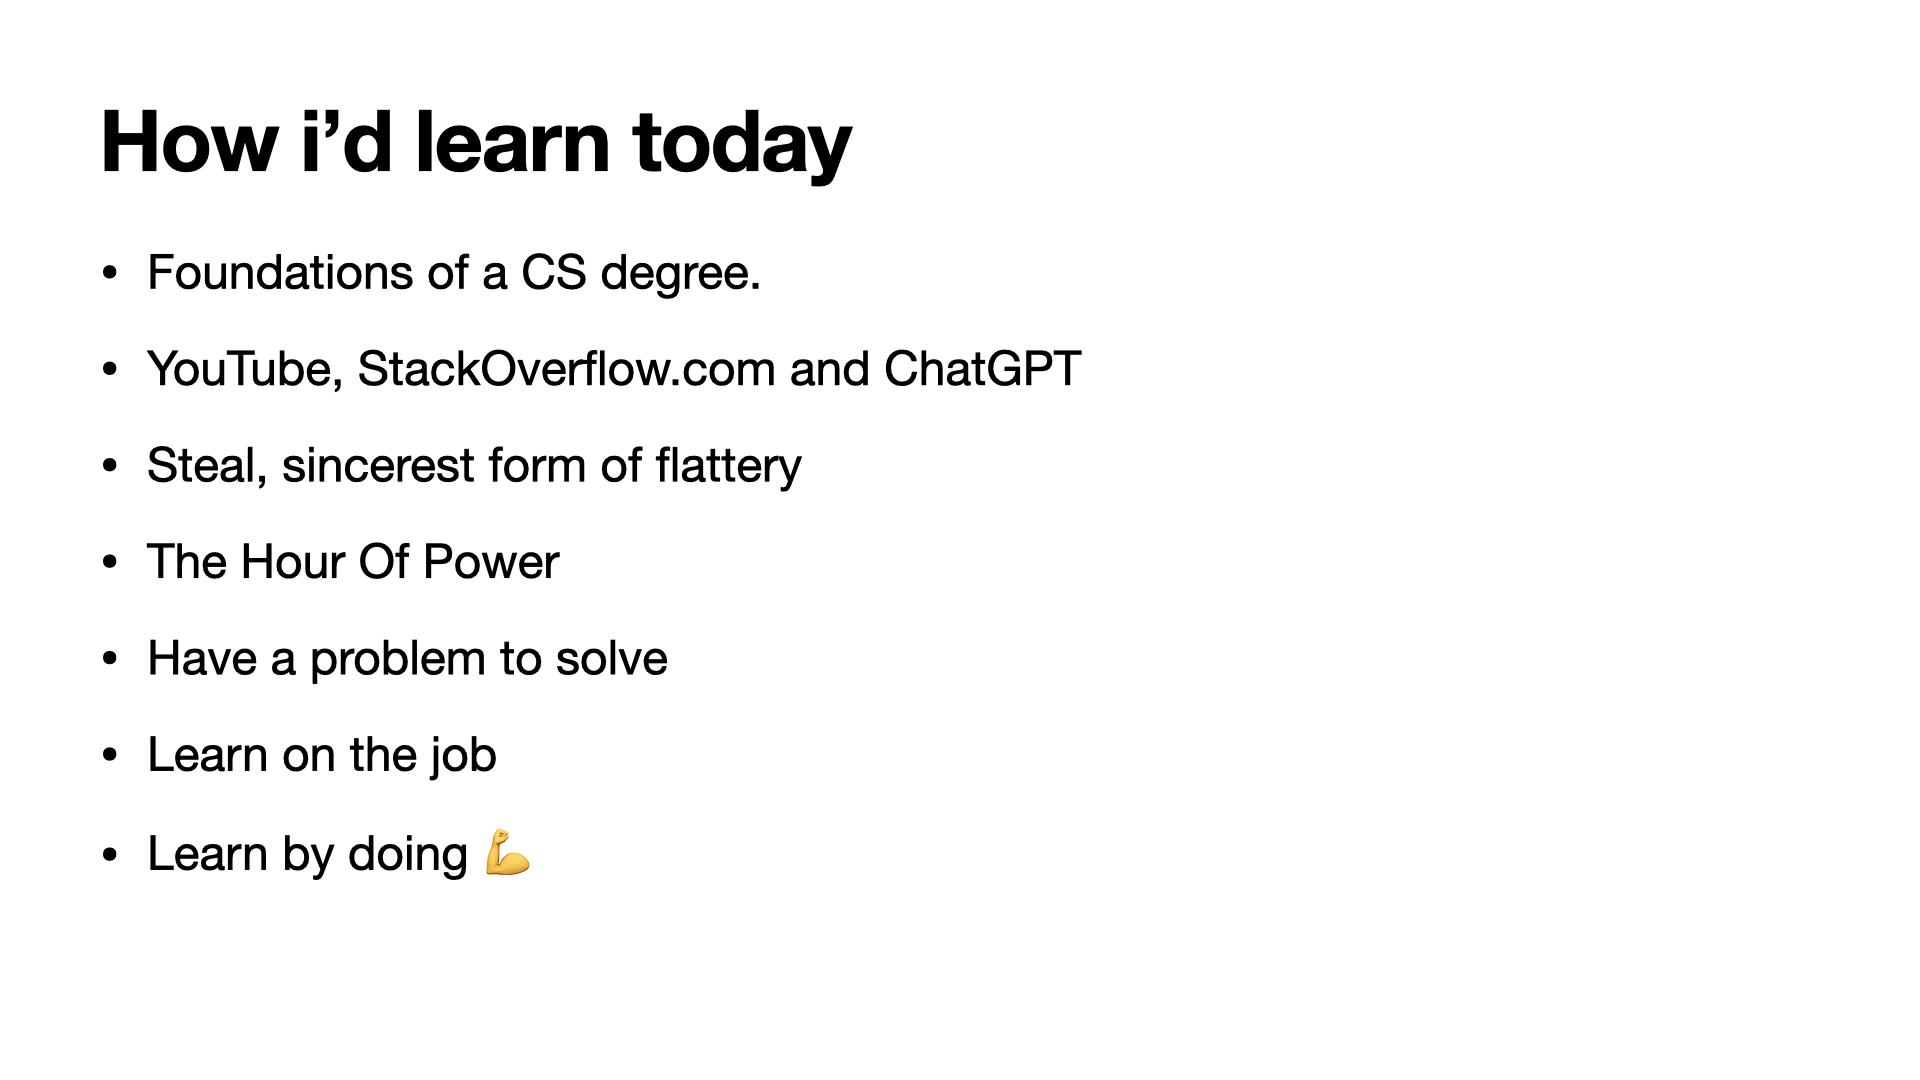 How i’d learn today
• Foundations of a CS degree.
• YouTube, StackOverflow.com and ChatGPT
• Steal, sincerest form of flattery
• The Hour Of Power
• Have a problem to solve
• Learn on the job
• Learn by doing 💪